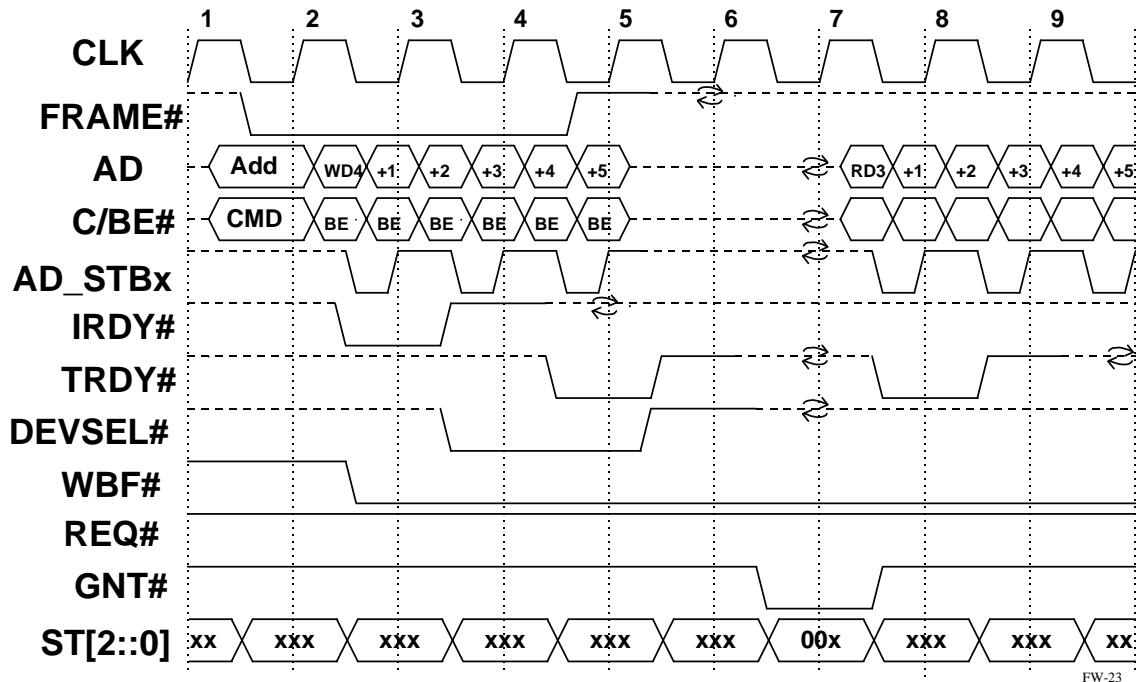 1 2 3 4 5 6 7 8 9
CLK
FRAME#
AD Add WD4 +1 +2 +3 +4 +5 RD3 +1 +2 +3 +4 +5
C/BE# CMD BE BE BE BE BE BE
AD_STBx
IRDY#
TRDY#
DEVSEL#
WBF#
REQ#
GNT#
ST[2::0] xx xxx xxx xxx xxx xxx 00x xxx xxx xx
FW-23